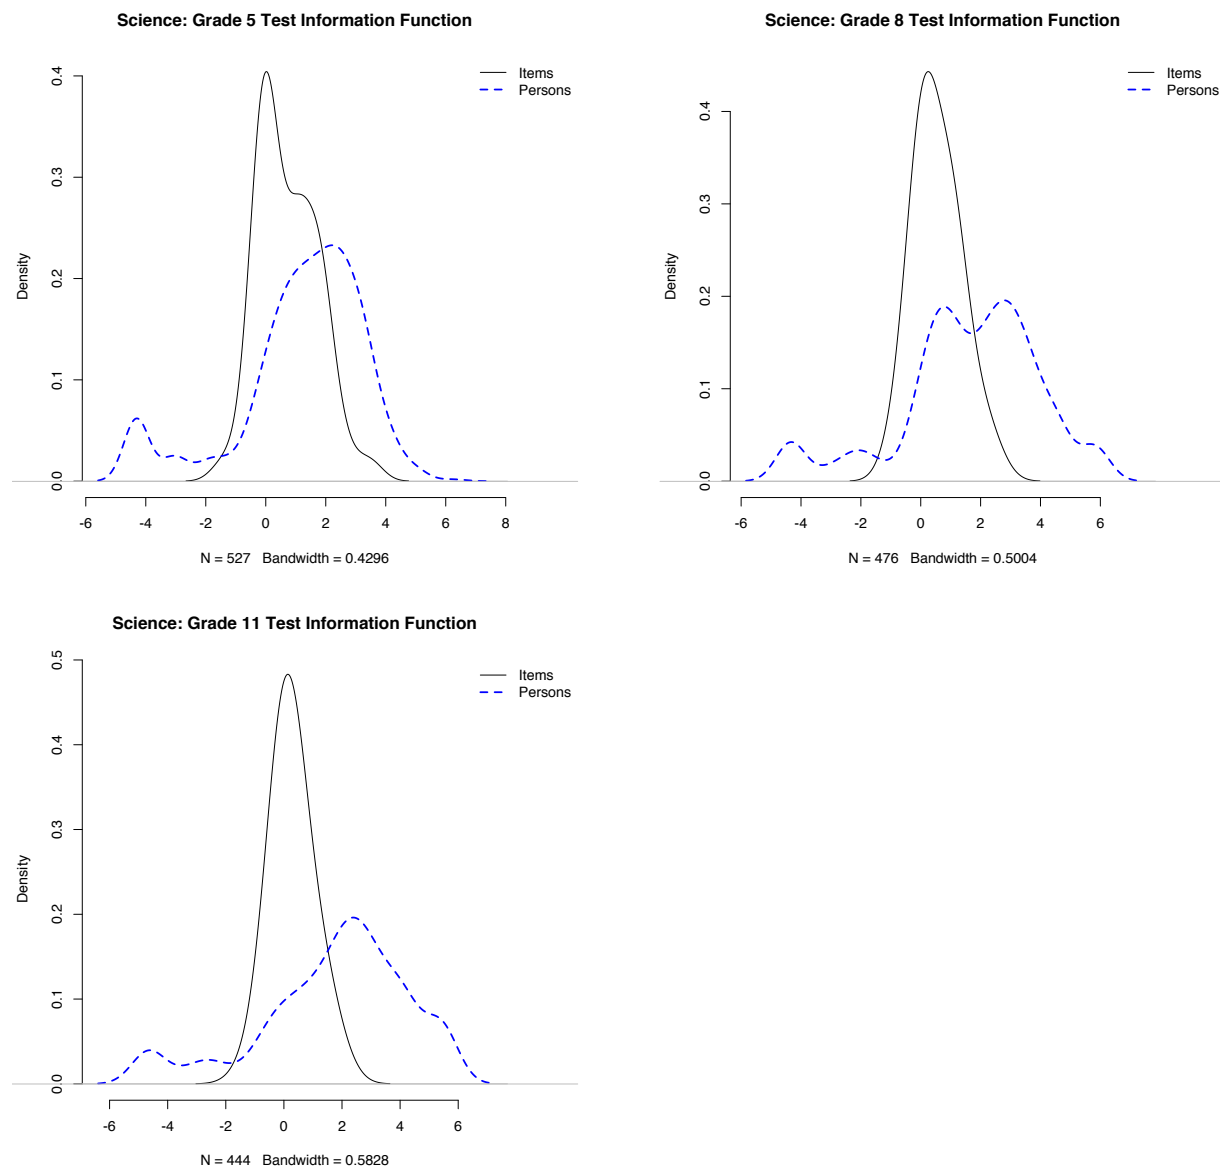 Science: Grade 5 Test Information Function
Items
Persons
Density
0.0 0.1 0.2 0.3 0.4
-6 -4 -2 0 2 4 6 8
N = 527 Bandwidth = 0.4296
Science: Grade 8 Test Information Function
Items
Persons
Density
0.0 0.1 0.2 0.3 0.4
-6 -4 -2 0 2 4 6
N = 476 Bandwidth = 0.5004
Science: Grade 11 Test Information Function
Items
Persons
Density
0.0 0.1 0.2 0.3 0.4 0.5
-6 -4 -2 0 2 4 6
N = 444 Bandwidth = 0.5828